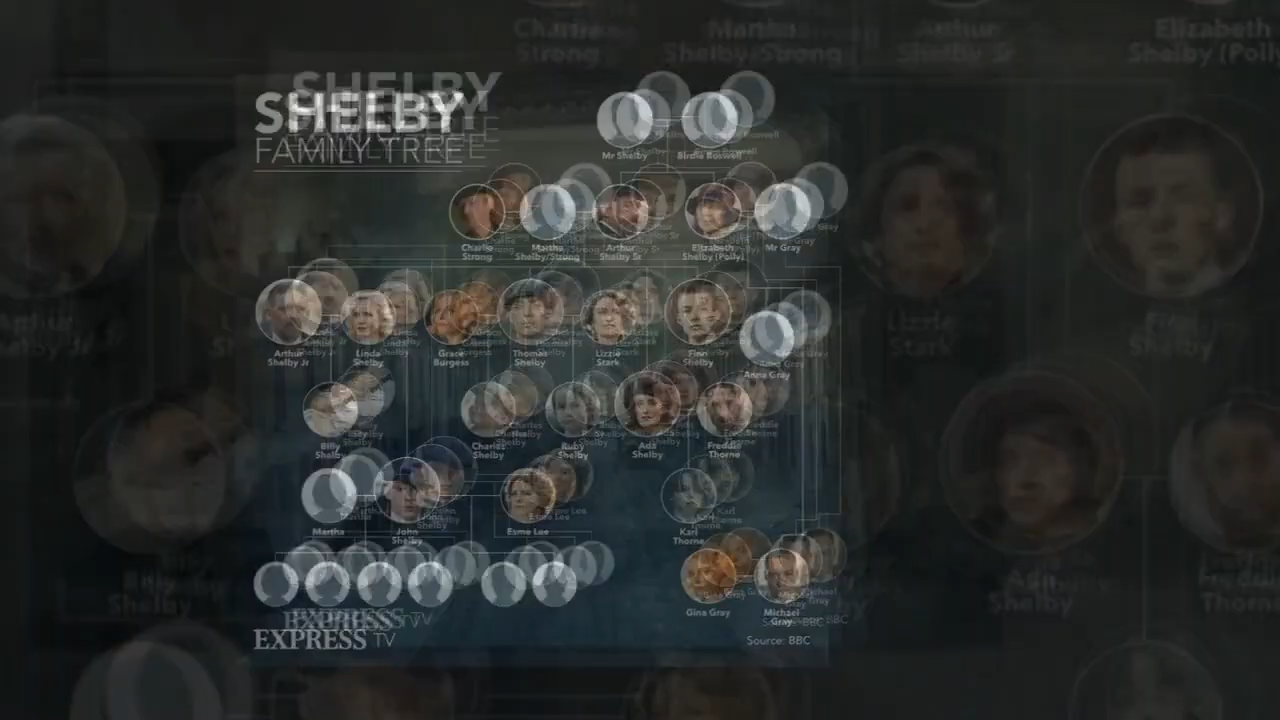 SHELBY
FAMILY TREE
Mr Shelby
Birdie Boswell
Charlie
Strong
Martha
Shelby/Strong
Arthur
Shelby Sr
Elizabeth
Shelby (Polly)
Mr Gray
Arthur
Shelby Jr
Linda
Shelby
Grace
Burgess
Thomas
Shelby
Lizzie
Stark
Finn
Shelby
Anna Gray
Billy
Shelby
Charles
Shelby
Ruby
Shelby
Ada
Shelby
Freddie
Thorne
Martha
John
Shelby
Esme Lee
Karl
Thorne
Gina Gray
Michael
Gray
EXPRESS TV
Source: BBC